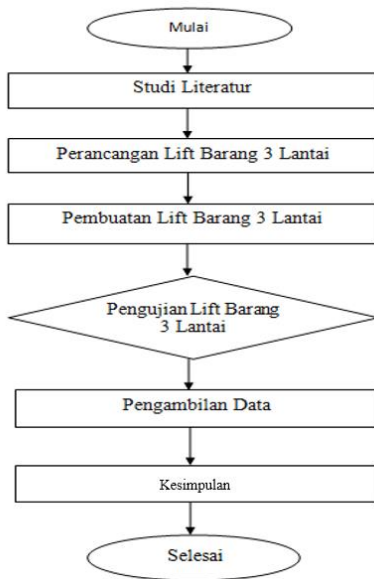 Mulai
Studi Literatur
Perancangan Lift Barang 3 Lantai
Pembuatan Lift Barang 3 Lantai
Pengujian Lift Barang
3 Lantai
Pengambilan Data
Kesimpulan
Selesai